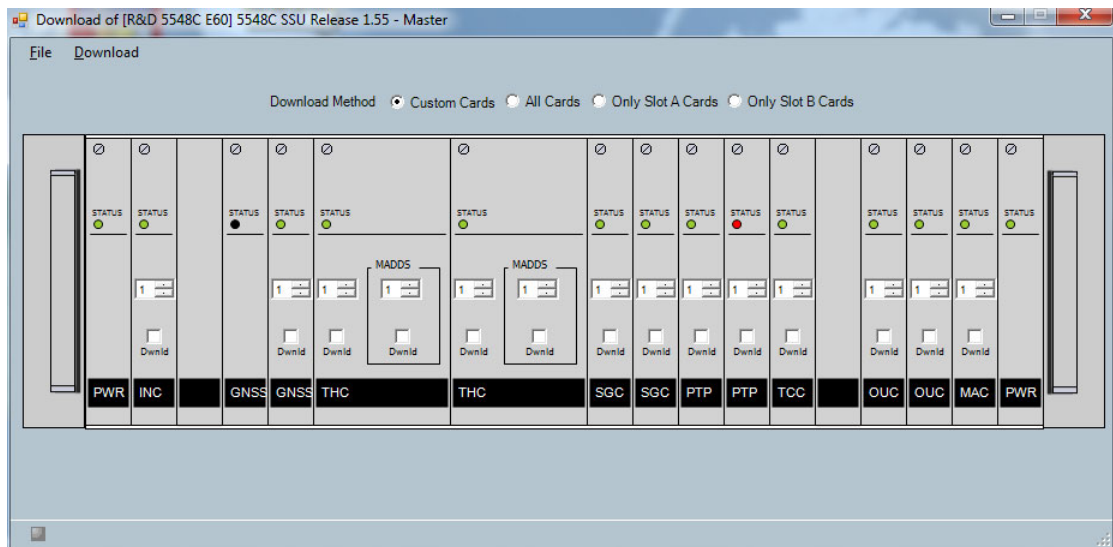 Download of [R&D 5548C E60] 5548C SSU Release 1.55 - Master
File Download
Download Method Custom Cards All Cards Only Slot A Cards Only Slot B Cards
STATUS STATUS STATUS STATUS STATUS STATUS STATUS STATUS STATUS STATUS STATUS STATUS STATUS STATUS STATUS
MADDS MADDS
1 1 1 1 1 1 1 1 1 1 1 1 1 1
Dwnld Dwnld Dwnld Dwnld Dwnld Dwnld Dwnld Dwnld Dwnld Dwnld Dwnld Dwnld Dwnld Dwnld
PWR INC GNSS GNSS THC THC SGC SGC PTP PTP TCC OUC OUC MAC PWR